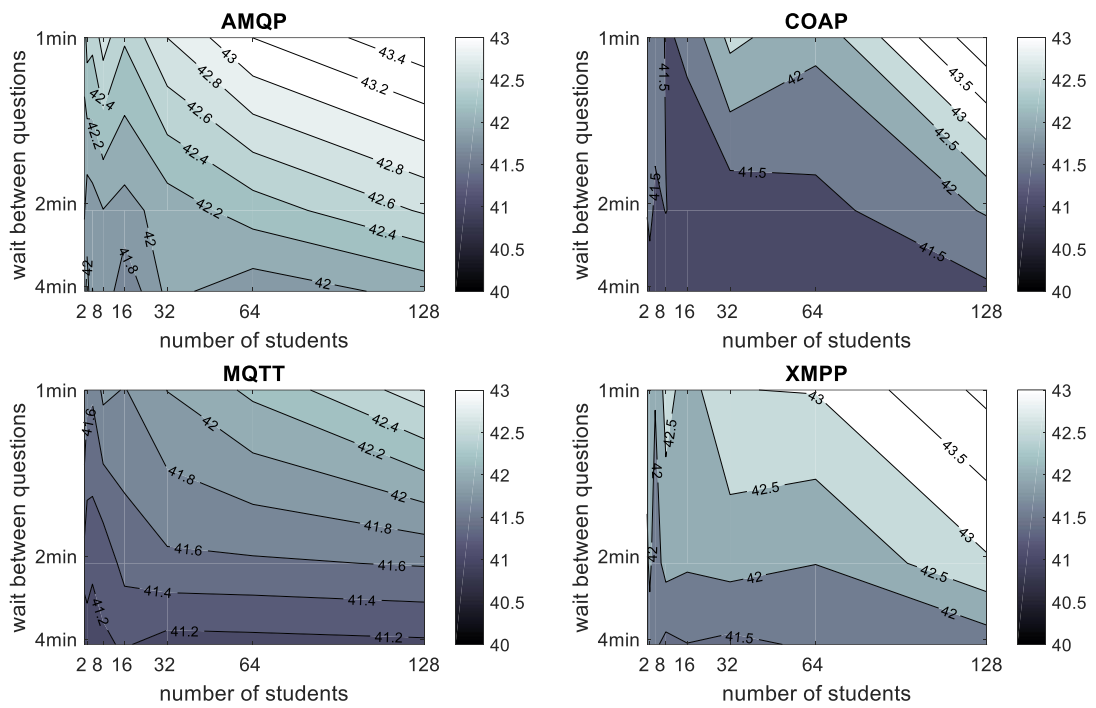 AMQP
1min
2min
4min
wait between questions
2 8 16 32 64 128
number of students
43
42.5
42
41.5
41
40.5
40
43.4
43.2
43
42.8
42.6
42.4
42.2
42.4
42.2
42.8
42.6
42.4
42
42
41.8
42
COAP
1min
2min
4min
wait between questions
2 8 16 32 64 128
number of students
43
42.5
42
41.5
41
40.5
40
41.5
41.5
42
43.5
43
42.5
42
41.5
41.5
MQTT
1min
2min
4min
wait between questions
2 8 16 32 64 128
number of students
43
42.5
42
41.5
41
40.5
40
41.6
42
42.4
42.2
42
41.8
41.8
41.6
41.6
41.4
41.4
41.2
41.2
41.2
XMPP
1min
2min
4min
wait between questions
2 8 16 32 64 128
number of students
43
42.5
42
41.5
41
40.5
40
43
42.5
43.5
42
42.5
43
42
42
42.5
42
41.5